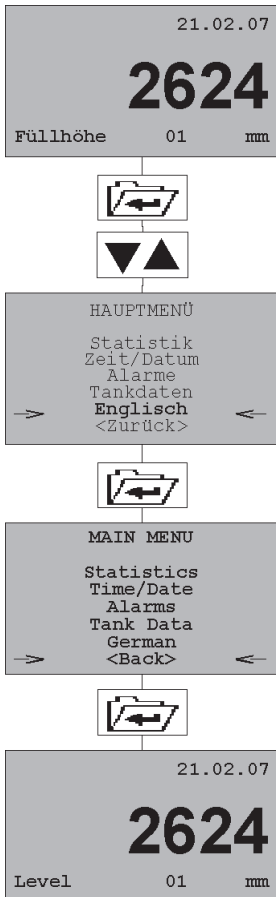 21.02.07
2624
Füllhöhe 01 mm
HAUPTMENÜ
Statistik
Zeit/Datum
Alarme
Tankdaten
Englisch
<Zurück>
MAIN MENU
Statistics
Time/Date
Alarms
Tank Data
German
<Back>
21.02.07
2624
Level 01 mm